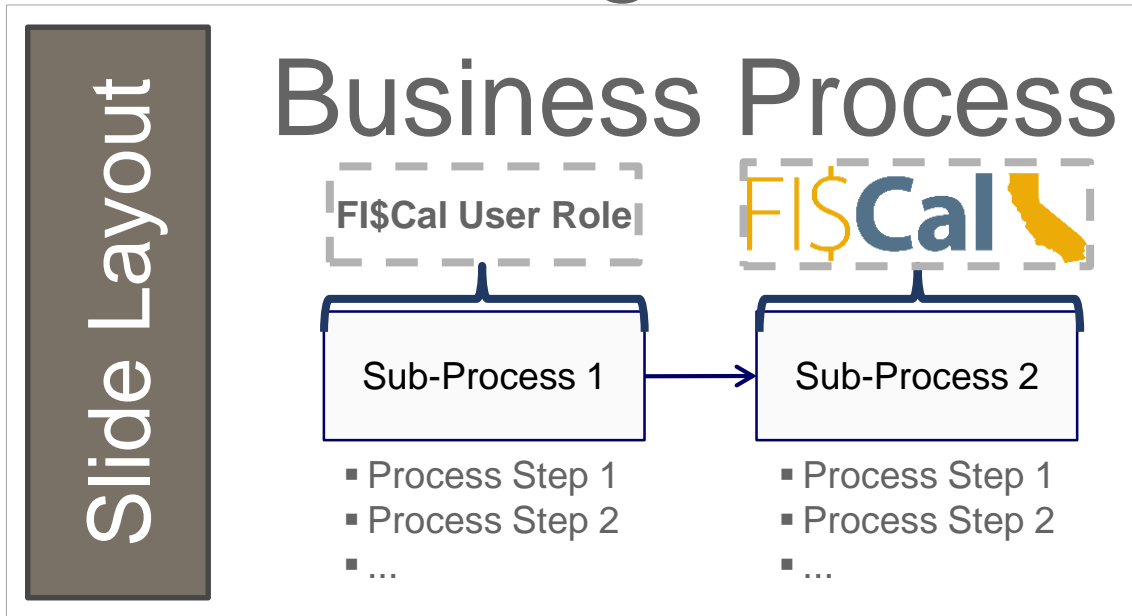 Slide Layout
Business Process
FI$Cal User Role
FI$Cal
Sub-Process 1
Sub-Process 2
▪ Process Step 1
▪ Process Step 2
▪ ...
▪ Process Step 1
▪ Process Step 2
▪ ...